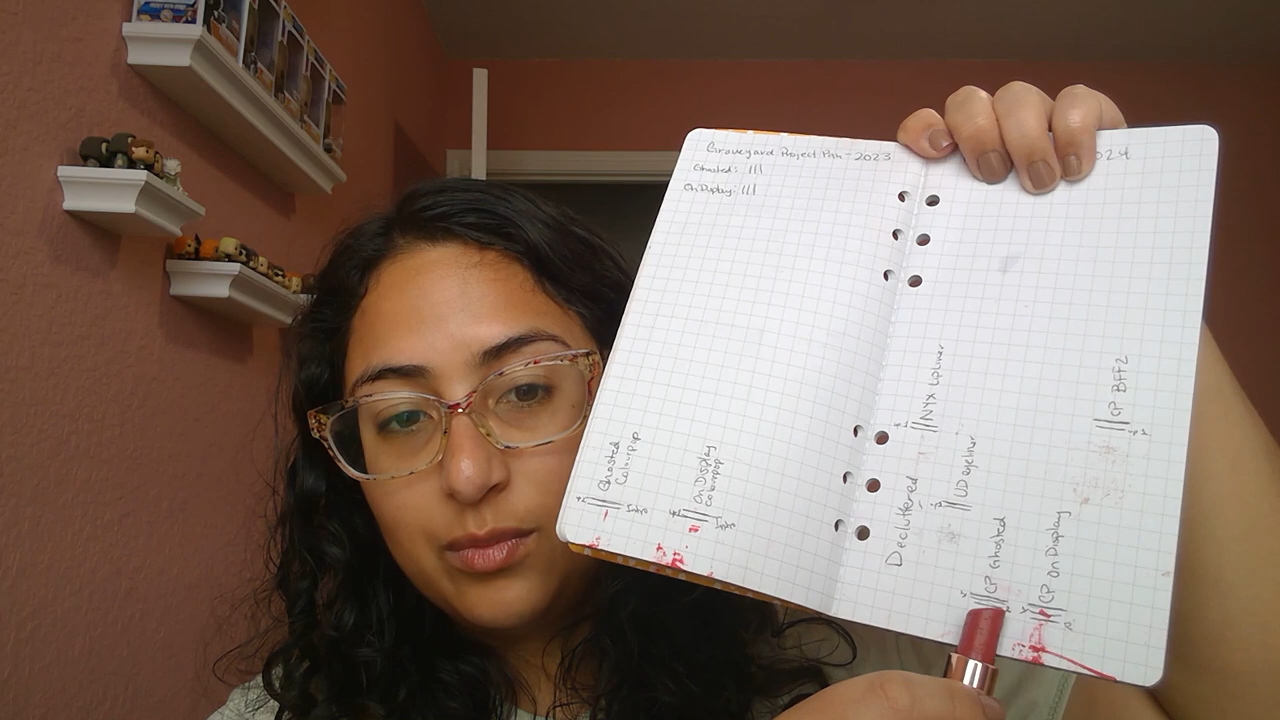 Graveyard Project Pan - 2023
Ghosted: |||
On Display: |||
Ghosted
Colourpop
On Display
Colourpop
024
Decluttered
NYX Lipliner
UD eyeliner
CP Ghosted
CP On Display
CP BFF2